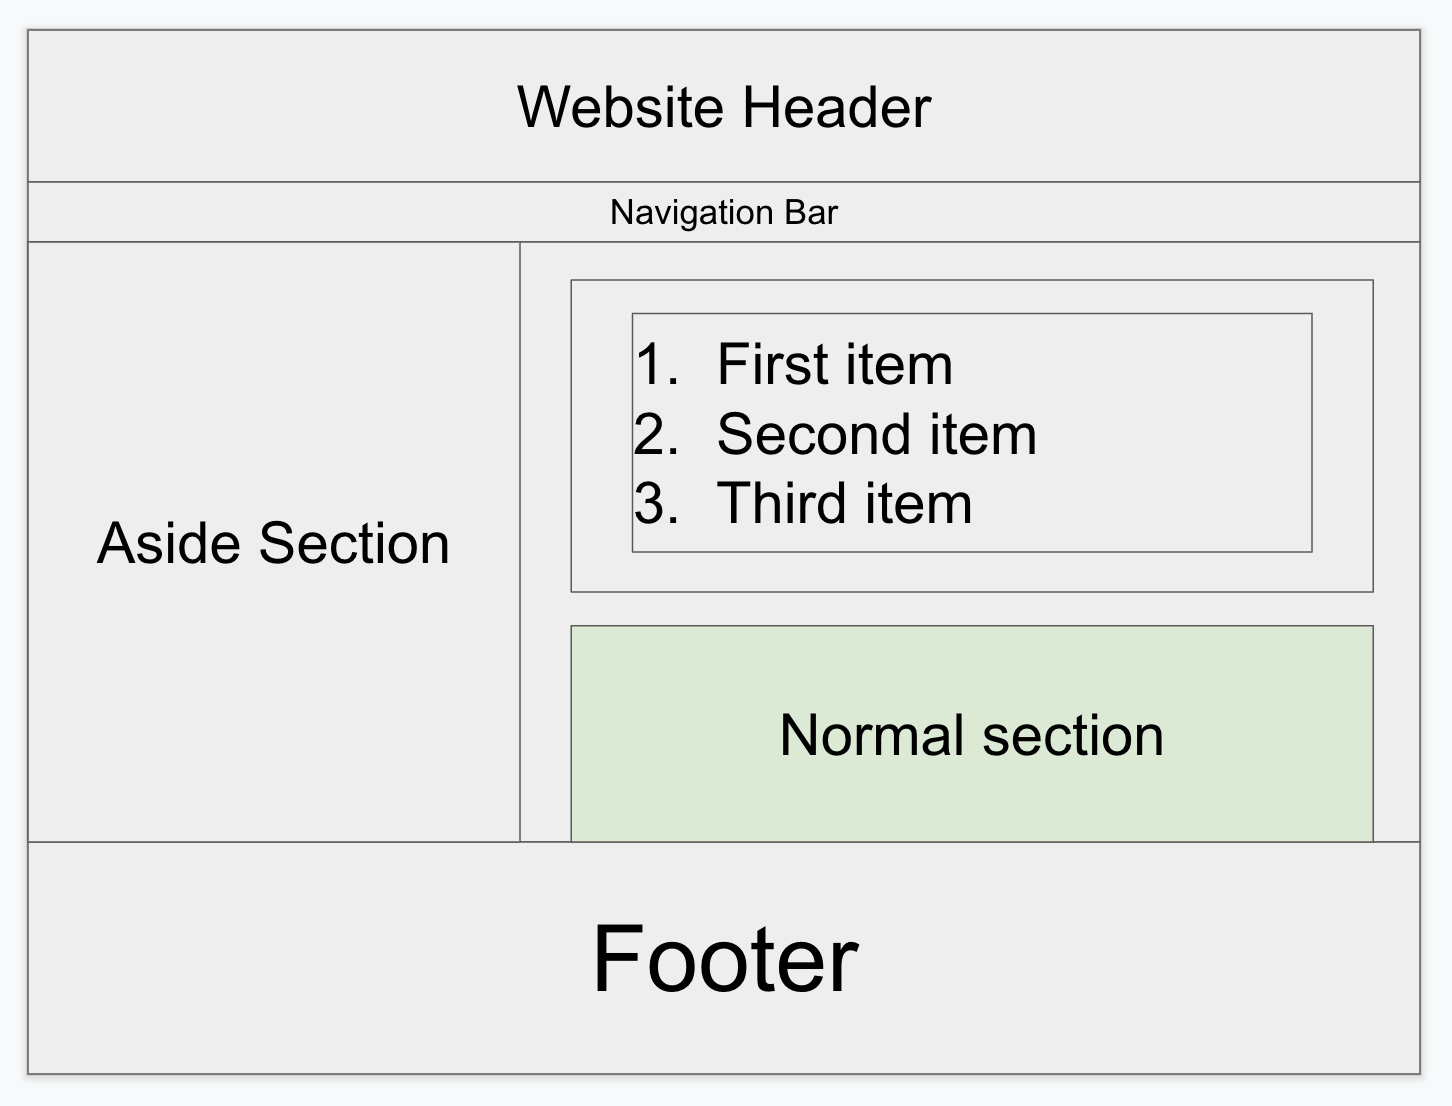 Website Header
Navigation Bar
Aside Section
1. First item
2. Second item
3. Third item
Normal section
Footer